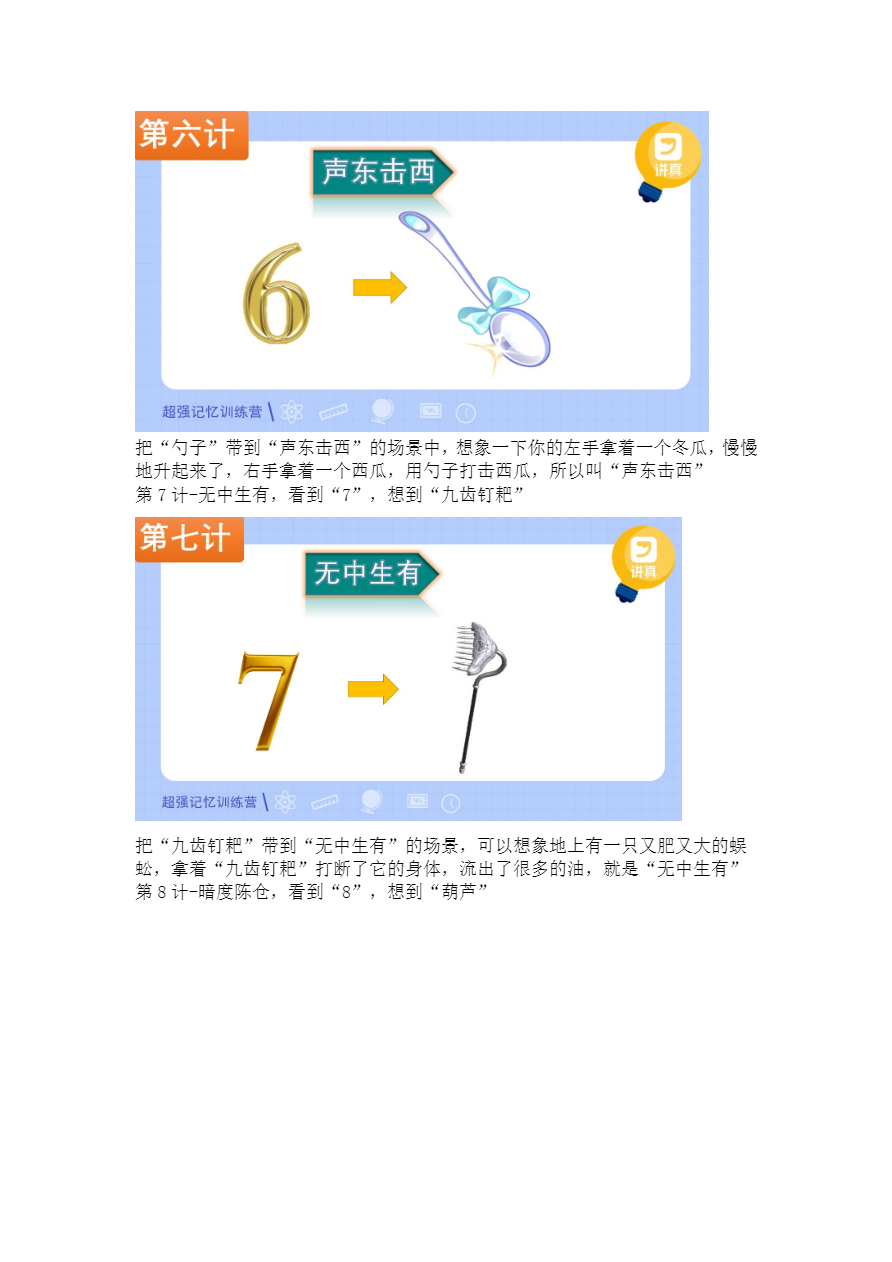 第六计
讲真
声东击西
6
超强记忆训练营
把“勺子”带到“声东击西”的场景中，想象一下你的左手拿着一个冬瓜，慢慢
地升起来了，右手拿着一个西瓜，用勺子打击西瓜，所以叫“声东击西”
第7计-无中生有，看到“7”，想到“九齿钉耙”
第七计
讲真
无中生有
7
超强记忆训练营
把“九齿钉耙”带到“无中生有”的场景，可以想象地上有一只又肥又大的蜈
蚣，拿着“九齿钉耙”打断了它的身体，流出了很多的油，就是“无中生有”
第8计-暗度陈仓，看到“8”，想到“葫芦”